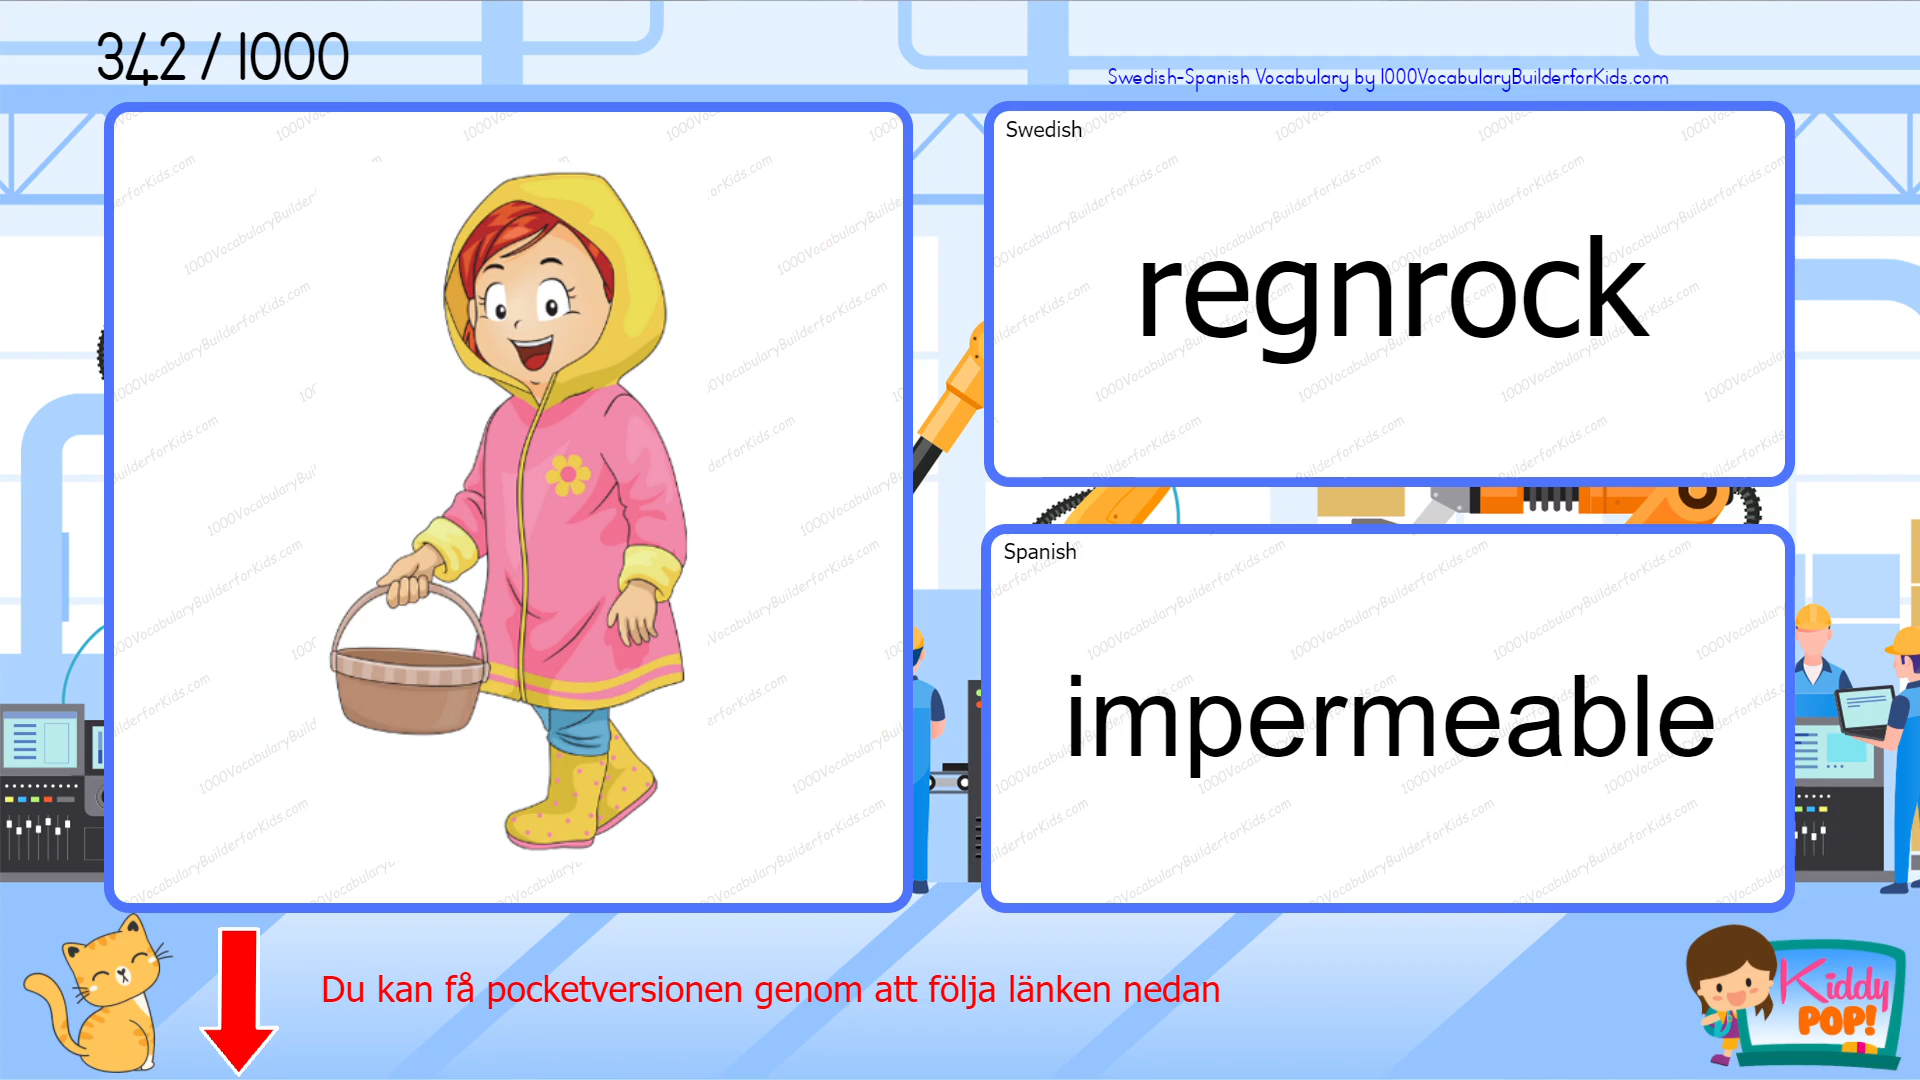 342 / 1000
Swedish-Spanish Vocabulary by 1000VocabularyBuilderforKids.com
Swedish
regnrock
Spanish
impermeable
Du kan få pocketversionen genom att följa länken nedan
Kiddy
POP!